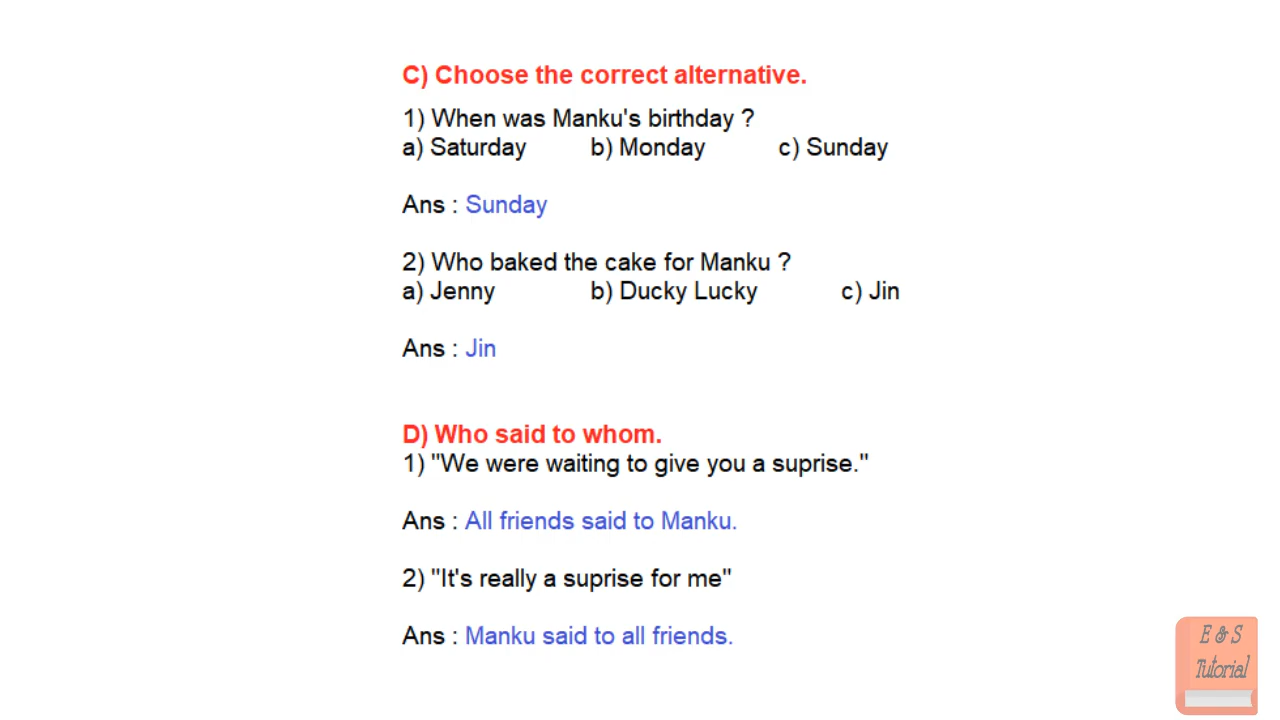 C) Choose the correct alternative.
1) When was Manku's birthday ?
a) Saturday b) Monday c) Sunday
Ans : Sunday
2) Who baked the cake for Manku ?
a) Jenny b) Ducky Lucky c) Jin
Ans : Jin
D) Who said to whom.
1) "We were waiting to give you a suprise."
Ans : All friends said to Manku.
2) "It's really a suprise for me"
Ans : Manku said to all friends.
E & S
Tutorial